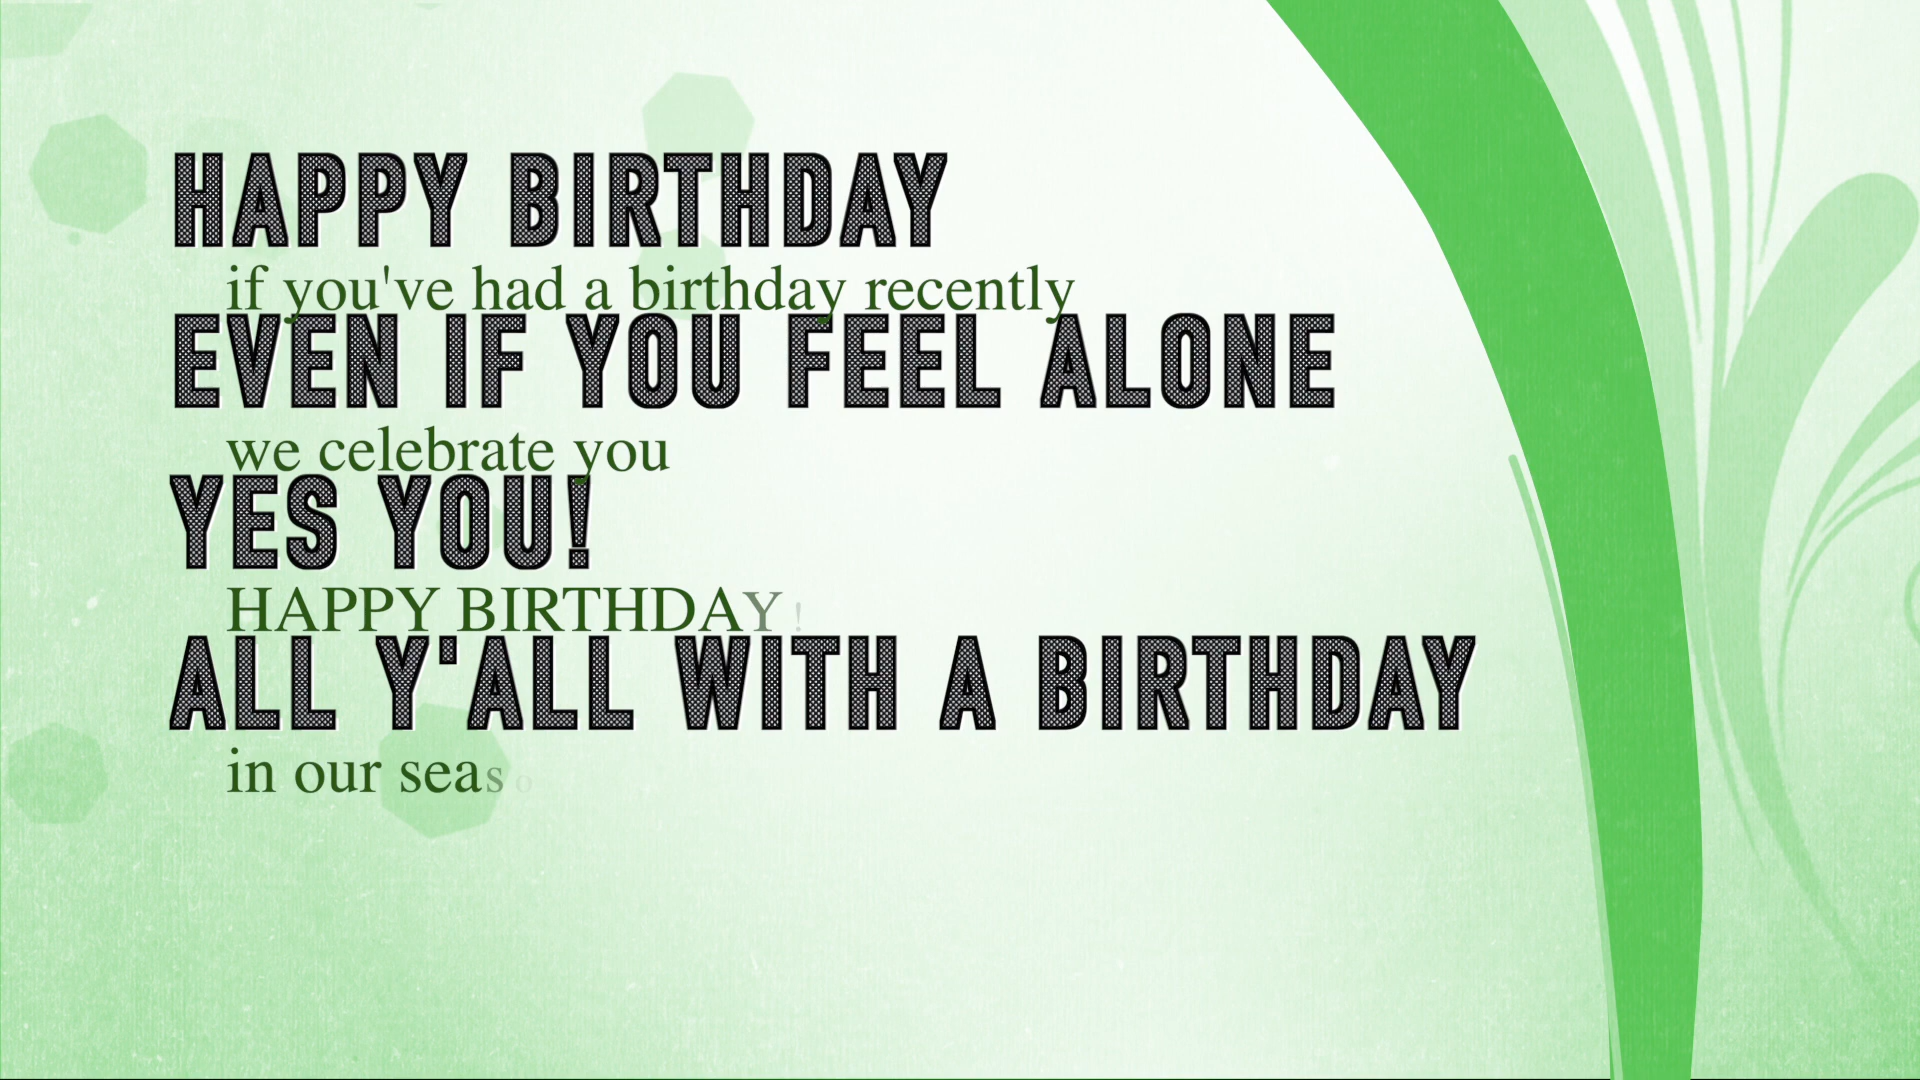 HAPPY BIRTHDAY
if you've had a birthday recently
EVEN IF YOU FEEL ALONE
we celebrate you
YES YOU!
HAPPY BIRTHDAY!
ALL Y'ALL WITH A BIRTHDAY
in our seaso